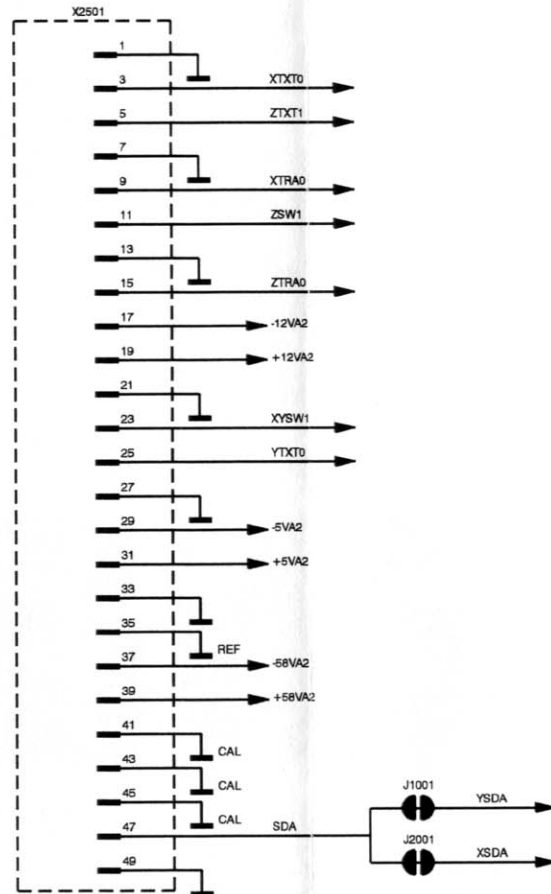 X2501
1
3 XTXT0
5 ZTXT1
7
9 XTRA0
11 ZSW1
13
15 ZTRA0
17 -12VA2
19 +12VA2
21
23 XYSW1
25 YTXT0
27
29 -5VA2
31 +5VA2
33
35 REF
37 -58VA2
39 +58VA2
41 CAL
43 CAL
45 CAL
J1001 YSDA
47 SDA
J2001 XSDA
49